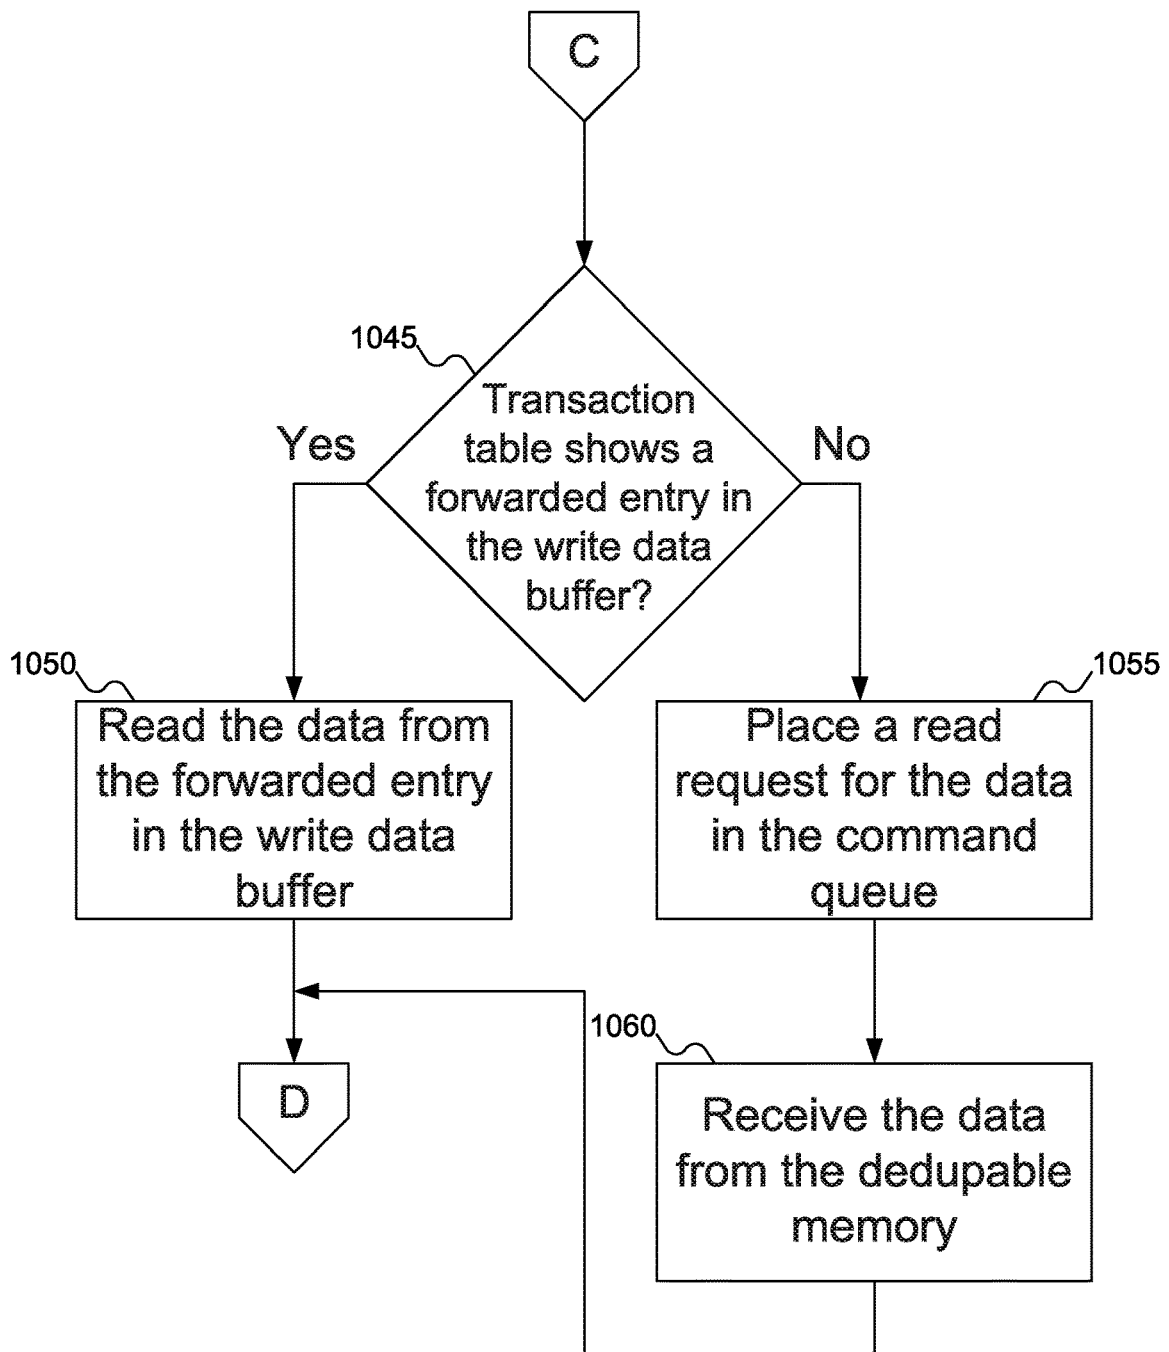 C
1045
Transaction
table shows a
forwarded entry in
the write data
buffer?
Yes
No
1050
Read the data from
the forwarded entry
in the write data
buffer
1055
Place a read
request for the data
in the command
queue
D
1060
Receive the data
from the dedupable
memory